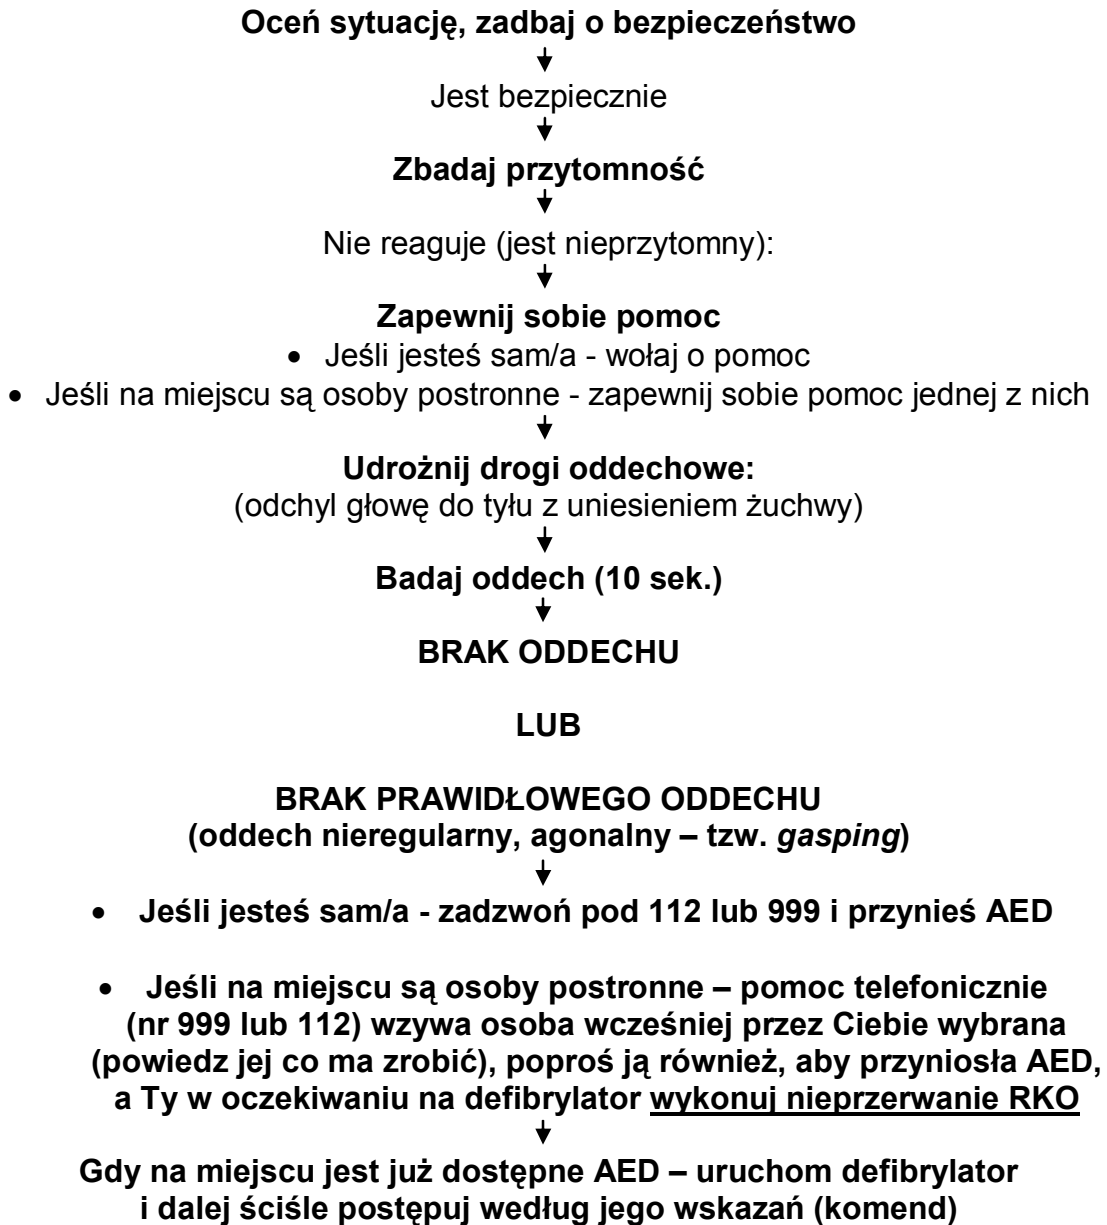 Oceń sytuację, zadbaj o bezpieczeństwo
Jest bezpiecznie
Zbadaj przytomność
Nie reaguje (jest nieprzytomny):
Zapewnij sobie pomoc
• Jeśli jesteś sam/a - wołaj o pomoc
• Jeśli na miejscu są osoby postronne - zapewnij sobie pomoc jednej z nich
Udrożnij drogi oddechowe:
(odchyl głowę do tyłu z uniesieniem żuchwy)
Badaj oddech (10 sek.)
BRAK ODDECHU
LUB
BRAK PRAWIDŁOWEGO ODDECHU
(oddech nieregularny, agonalny – tzw. gasping)
• Jeśli jesteś sam/a - zadzwoń pod 112 lub 999 i przynieś AED
• Jeśli na miejscu są osoby postronne – pomoc telefonicznie
(nr 999 lub 112) wzywa osoba wcześniej przez Ciebie wybrana
(powiedz jej co ma zrobić), poproś ją również, aby przyniosła AED,
a Ty w oczekiwaniu na defibrylator wykonuj nieprzerwanie RKO
Gdy na miejscu jest już dostępne AED – uruchom defibrylator
i dalej ściśle postępuj według jego wskazań (komend)